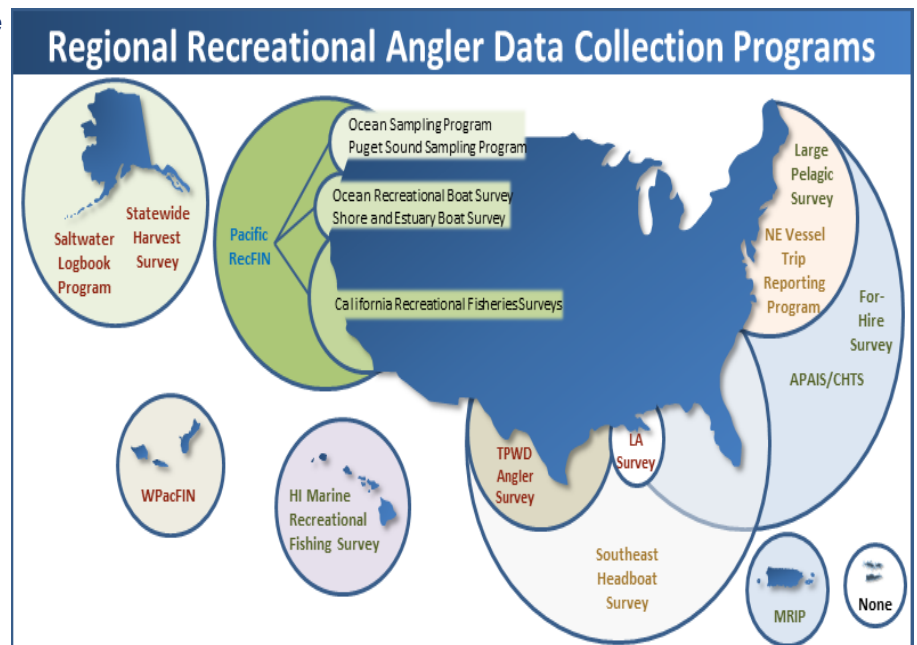 Regional Recreational Angler Data Collection Programs
Saltwater
Logbook
Program
Statewide
Harvest
Survey
Pacific
RecFIN
Ocean Sampling Program
Puget Sound Sampling Program
Ocean Recreational Boat Survey
Shore and Estuary Boat Survey
California Recreational FisheriesSurveys
Large
Pelagic
Survey
NE Vessel
Trip
Reporting
Program
For-
Hire
Survey
APAIS/CHTS
WPacFIN
HI Marine
Recreational
Fishing Survey
TPWD
Angler
Survey
LA
Survey
Southeast
Headboat
Survey
MRIP
None